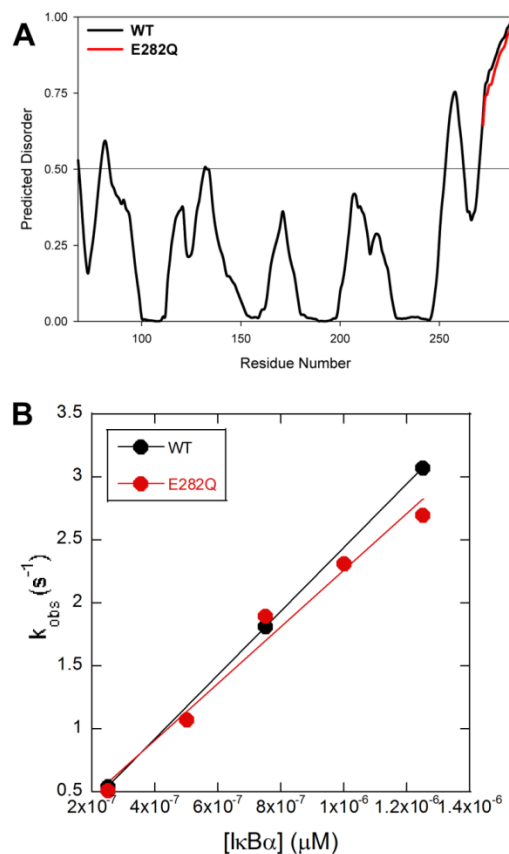 A
WT
E282Q
Predicted Disorder
1.00
0.75
0.50
0.25
0.00
100
150
200
250
Residue Number
B
WT
E282Q
k_obs (s⁻¹)
3.5
3
2.5
2
1.5
1
0.5
2x10⁻⁷ 4x10⁻⁷ 6x10⁻⁷ 8x10⁻⁷ 1x10⁻⁶ 1.2x10⁻⁶ 1.4x10⁻⁶
[IκBα] (μM)